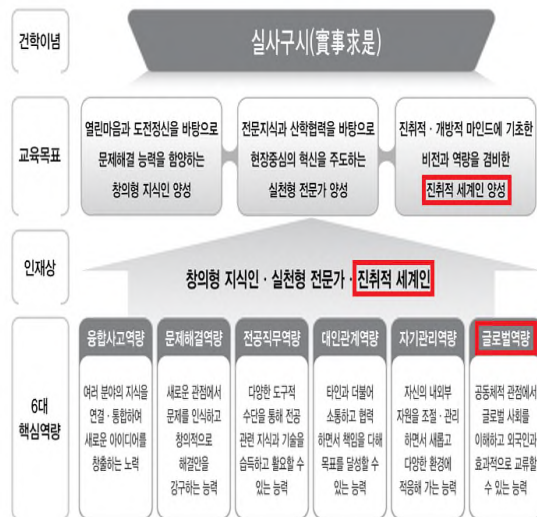 건학이념
실사구시(實事求是)
교육목표
열린마음과 도전정신을 바탕으로
문제해결 능력을 함양하는
창의형 지식인 양성
전문지식과 산학협력을 바탕으로
현장중심의 혁신을 주도하는
실천형 전문가 양성
진취적·개방적 마인드에 기초한
비전과 역량을 겸비한
진취적 세계인 양성
인재상
창의형 지식인·실천형 전문가·진취적 세계인
6대
핵심역량
융합사고역량
여러 분야의 지식을
연결·통합하여
새로운 아이디어를
창출하는 노력
문제해결역량
새로운 관점에서
문제를 인식하고
창의적으로
해결안을
강구하는 능력
전공직무역량
다양한 도구적
수단을 통해 전공
관련 지식과 기술을
습득하고 활용할 수
있는 능력
대인관계역량
타인과 더불어
소통하고 협력
하면서 책임을 다해
목표를 달성할 수
있는 능력
자기관리역량
자신의 내외부
자원을 조절·관리
하면서 새롭고
다양한 환경에
적응해 가는 능력
글로벌역량
공동체적 관점에서
글로벌 사회를
이해하고 외국인과
효과적으로 교류할
수 있는 능력